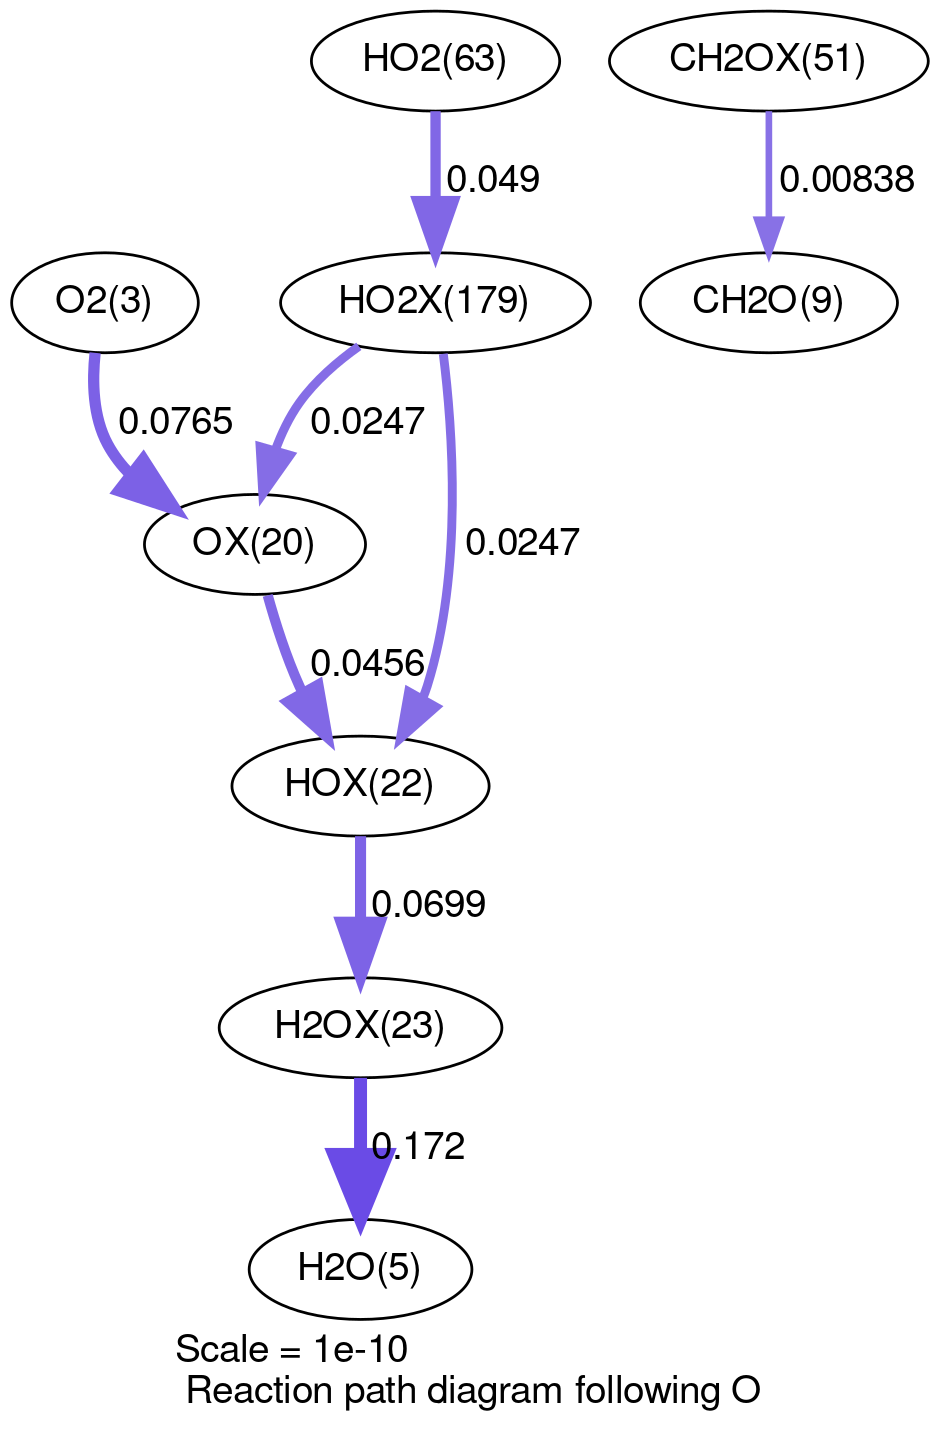 HO2(63)
CH2OX(51)
0.049
0.00838
O2(3)
HO2X(179)
CH2O(9)
0.0765
0.0247
OX(20)
0.0247
0.0456
HOX(22)
0.0699
H2OX(23)
0.172
H2O(5)
Scale = 1e-10
Reaction path diagram following O